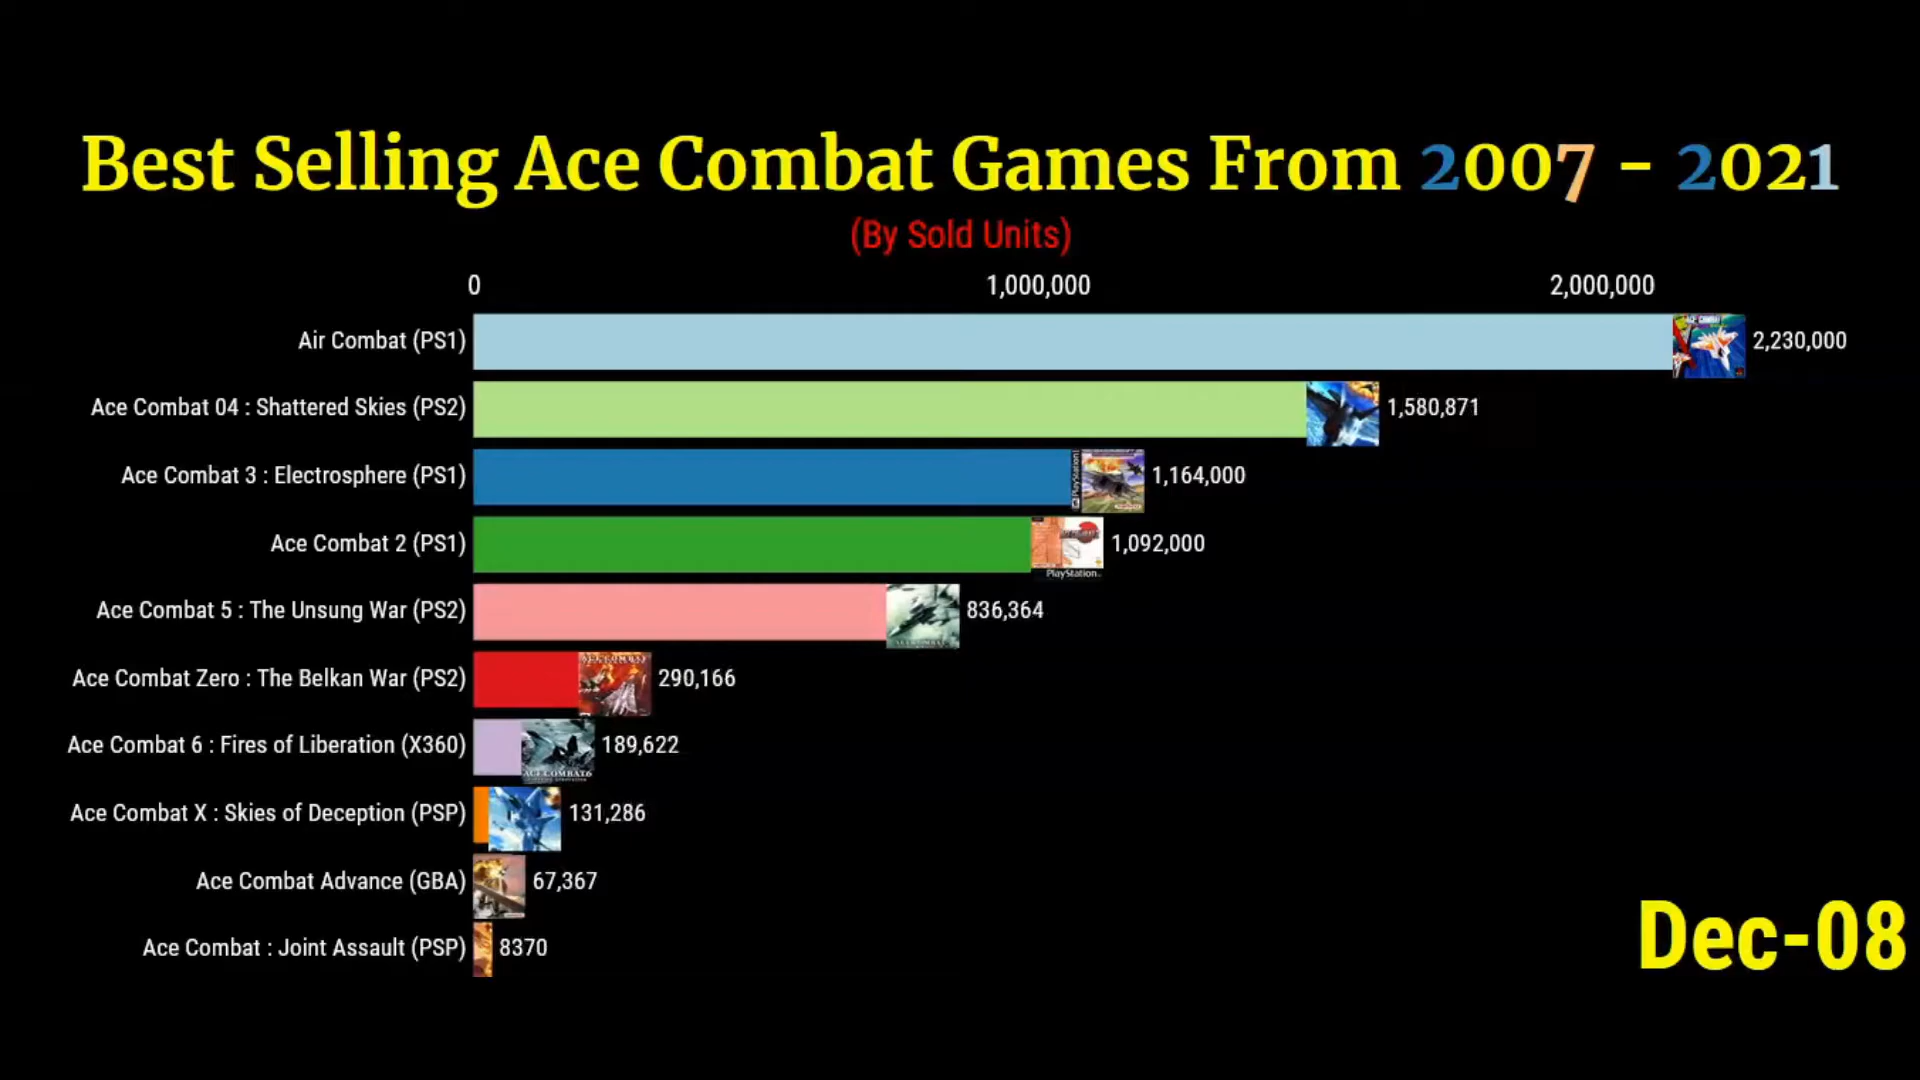 Best Selling Ace Combat Games From 2007 - 2021
(By Sold Units)
0 1,000,000 2,000,000
Air Combat (PS1) 2,230,000
Ace Combat 04 : Shattered Skies (PS2) 1,580,871
Ace Combat 3 : Electrosphere (PS1) PlayStation 1,164,000
Ace Combat 2 (PS1) PlayStation 1,092,000
Ace Combat 5 : The Unsung War (PS2) 836,364
Ace Combat Zero : The Belkan War (PS2) 290,166
Ace Combat 6 : Fires of Liberation (X360) ACE COMBAT 6 189,622
Ace Combat X : Skies of Deception (PSP) 131,286
Ace Combat Advance (GBA) 67,367
Ace Combat : Joint Assault (PSP) 8370
Dec-08